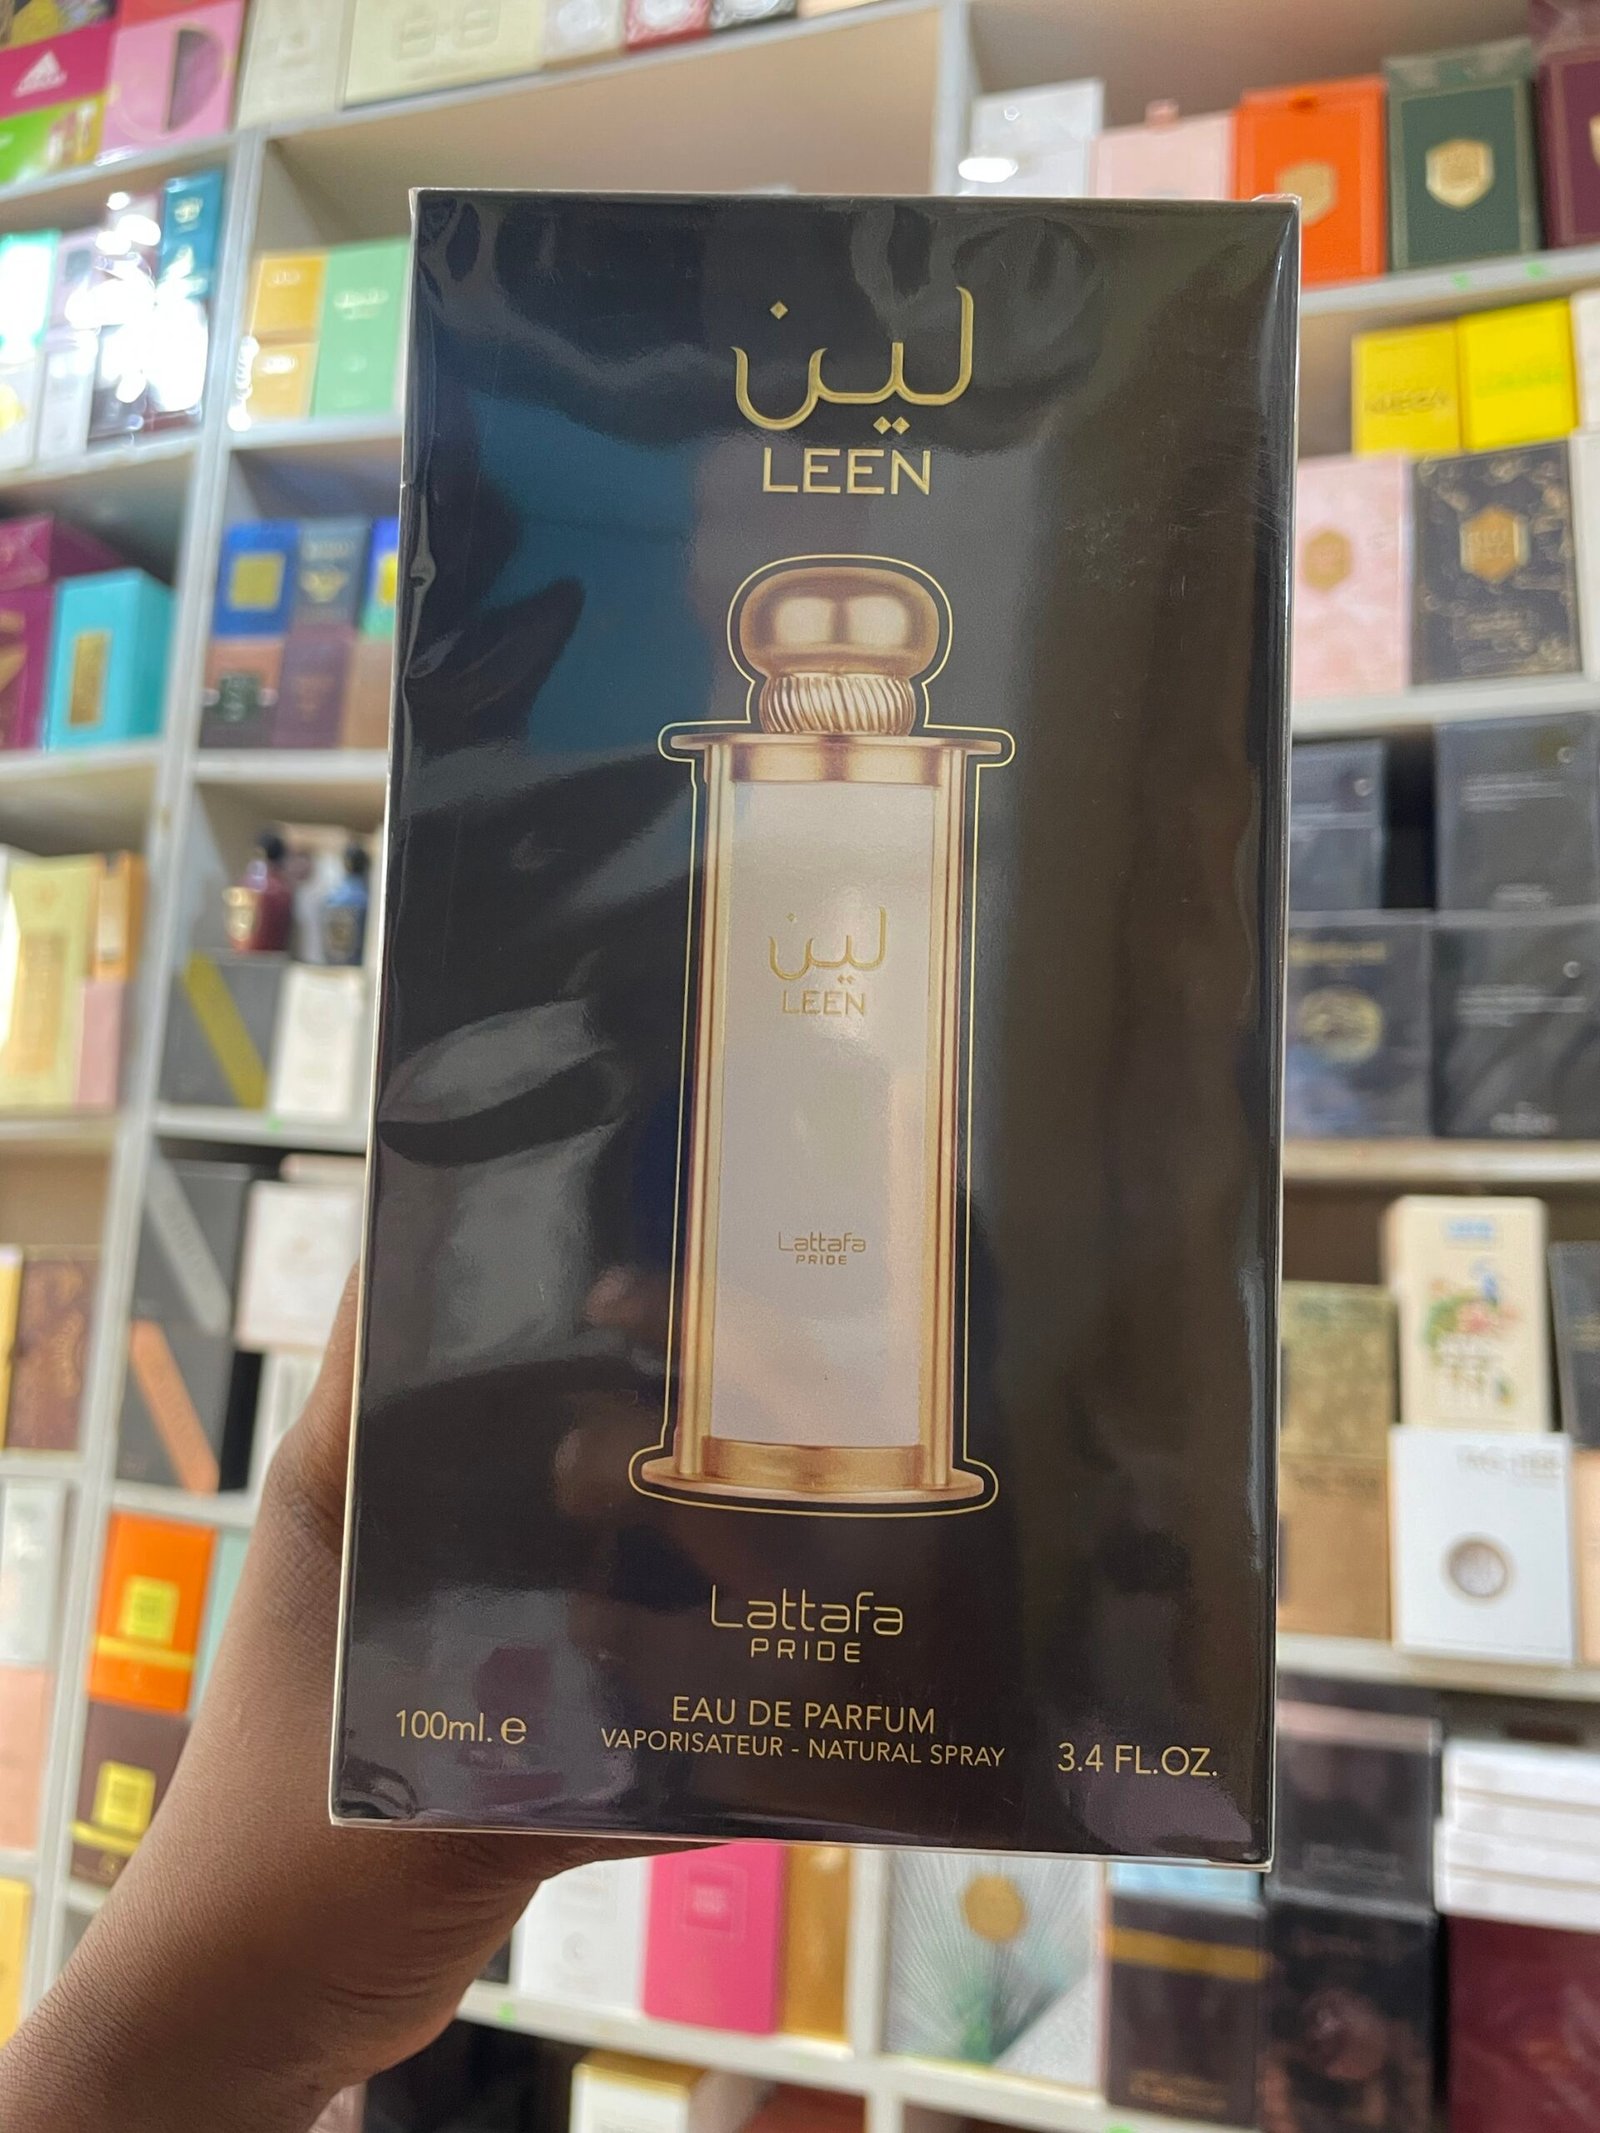 لين
LEEN
لين
LEEN
Lattafa
PRIDE
Lattafa
PRIDE
100ml. e
EAU DE PARFUM
VAPORISATEUR - NATURAL SPRAY
3.4 FL.OZ.